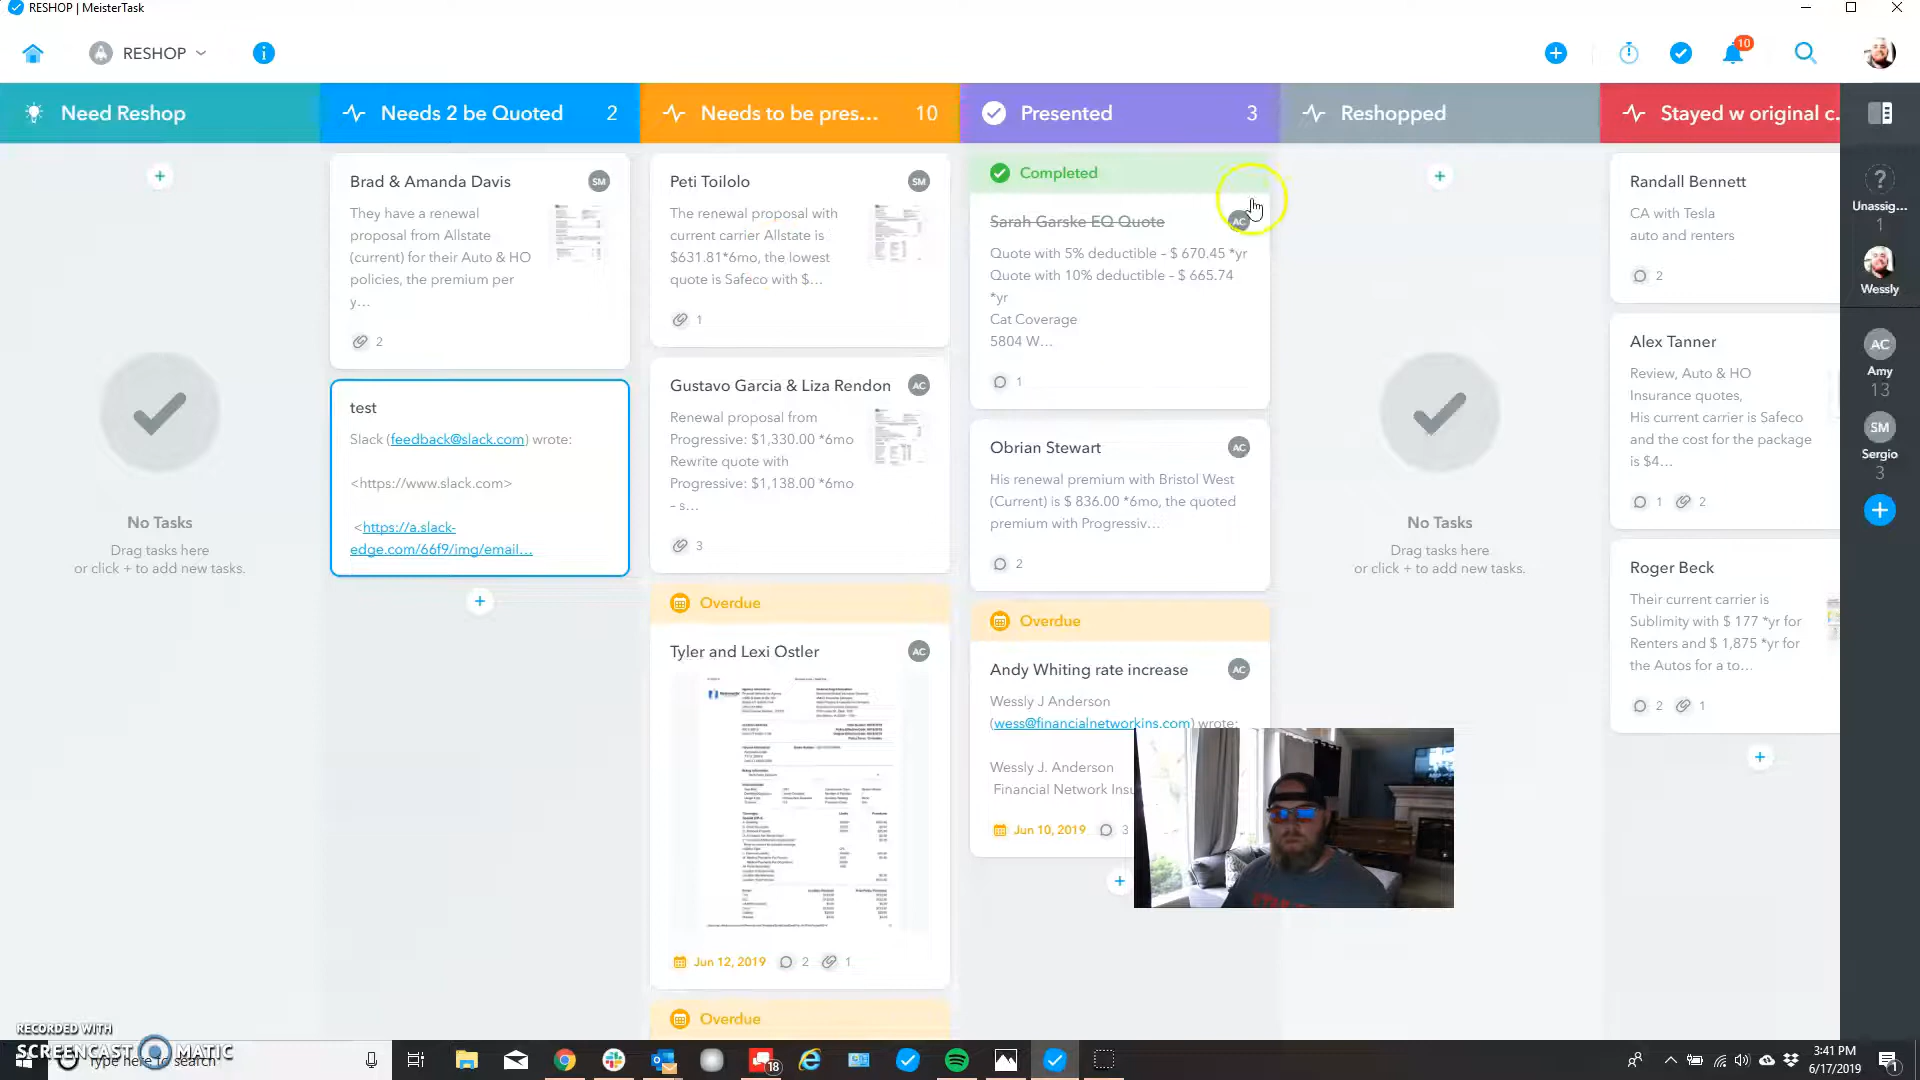 RESHOP | MeisterTask
RESHOP
10
Need Reshop
No Tasks
Drag tasks here
or click + to add new tasks.
Needs 2 be Quoted 2
Brad & Amanda Davis
SM
They have a renewal
proposal from Allstate
(current) for their Auto & HO
policies, the premium per
y...
2
test
Slack (feedback@slack.com) wrote:
<https://www.slack.com>
<https://a.slack-
edge.com/66f9/img/email...
Needs to be pres... 10
Peti Toilolo
SM
The renewal proposal with
current carrier Allstate is
$631.81*6mo, the lowest
quote is Safeco with $...
1
Gustavo Garcia & Liza Rendon
AC
Renewal proposal from
Progressive: $1,330.00 *6mo
Rewrite quote with
Progressive: $1,138.00 *6mo
– s...
3
Overdue
Tyler and Lexi Ostler
AC
Jun 12, 2019 2 1
Overdue
Presented 3
Completed
Sarah Garske EQ Quote
AC
Quote with 5% deductible – $ 670.45 *yr
Quote with 10% deductible – $ 665.74
*yr
Cat Coverage
5804 W...
1
Obrian Stewart
AC
His renewal premium with Bristol West
(Current) is $ 836.00 *6mo, the quoted
premium with Progressiv...
2
Overdue
Andy Whiting rate increase
AC
Wessly J Anderson
(wess@financialnetworkins.com) wrote:
Wessly J. Anderson
Financial Network Insu
Jun 10, 2019 3
Reshopped
No Tasks
Drag tasks here
or click + to add new tasks.
Stayed w original c.
Randall Bennett
CA with Tesla
auto and renters
2
Alex Tanner
Review, Auto & HO
Insurance quotes,
His current carrier is Safeco
and the cost for the package
is $4...
1 2
Roger Beck
Their current carrier is
Sublimity with $ 177 *yr for
Renters and $ 1,875 *yr for
the Autos for a to...
2 1
Unassig...
1
Wessly
AC
Amy
13
SM
Sergio
3
RECORDED WITH
SCREENCAST MATIC
Type here to search
18
3:41 PM
6/17/2019
1